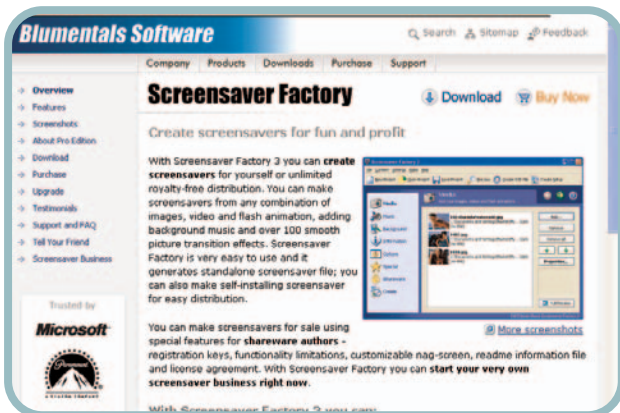 Blumentals Software
Search Sitemap Feedback
Company Products Downloads Purchase Support
Overview
Features
Screenshots
About Pro Edition
Download
Purchase
Upgrade
Testimonials
Support and FAQ
Tell Your Friend
Screensaver Business
Trusted by
Microsoft
Paramount
Screensaver Factory
Download Buy Now
Create screensavers for fun and profit
With Screensaver Factory 3 you can create
screensavers for yourself or unlimited
royalty-free distribution. You can make
screensavers from any combination of
images, video and flash animation, adding
background music and over 100 smooth
picture transition effects. Screensaver
Factory is very easy to use and it
generates standalone screensaver file; you
can also make self-installing screensaver
for easy distribution.
More screenshots
You can make screensavers for sale using
special features for shareware authors -
registration keys, functionality limitations, customizable nag-screen, readme information file
and license agreement. With Screensaver Factory you can start your very own
screensaver business right now.
With Screensaver Factory 3 you can: